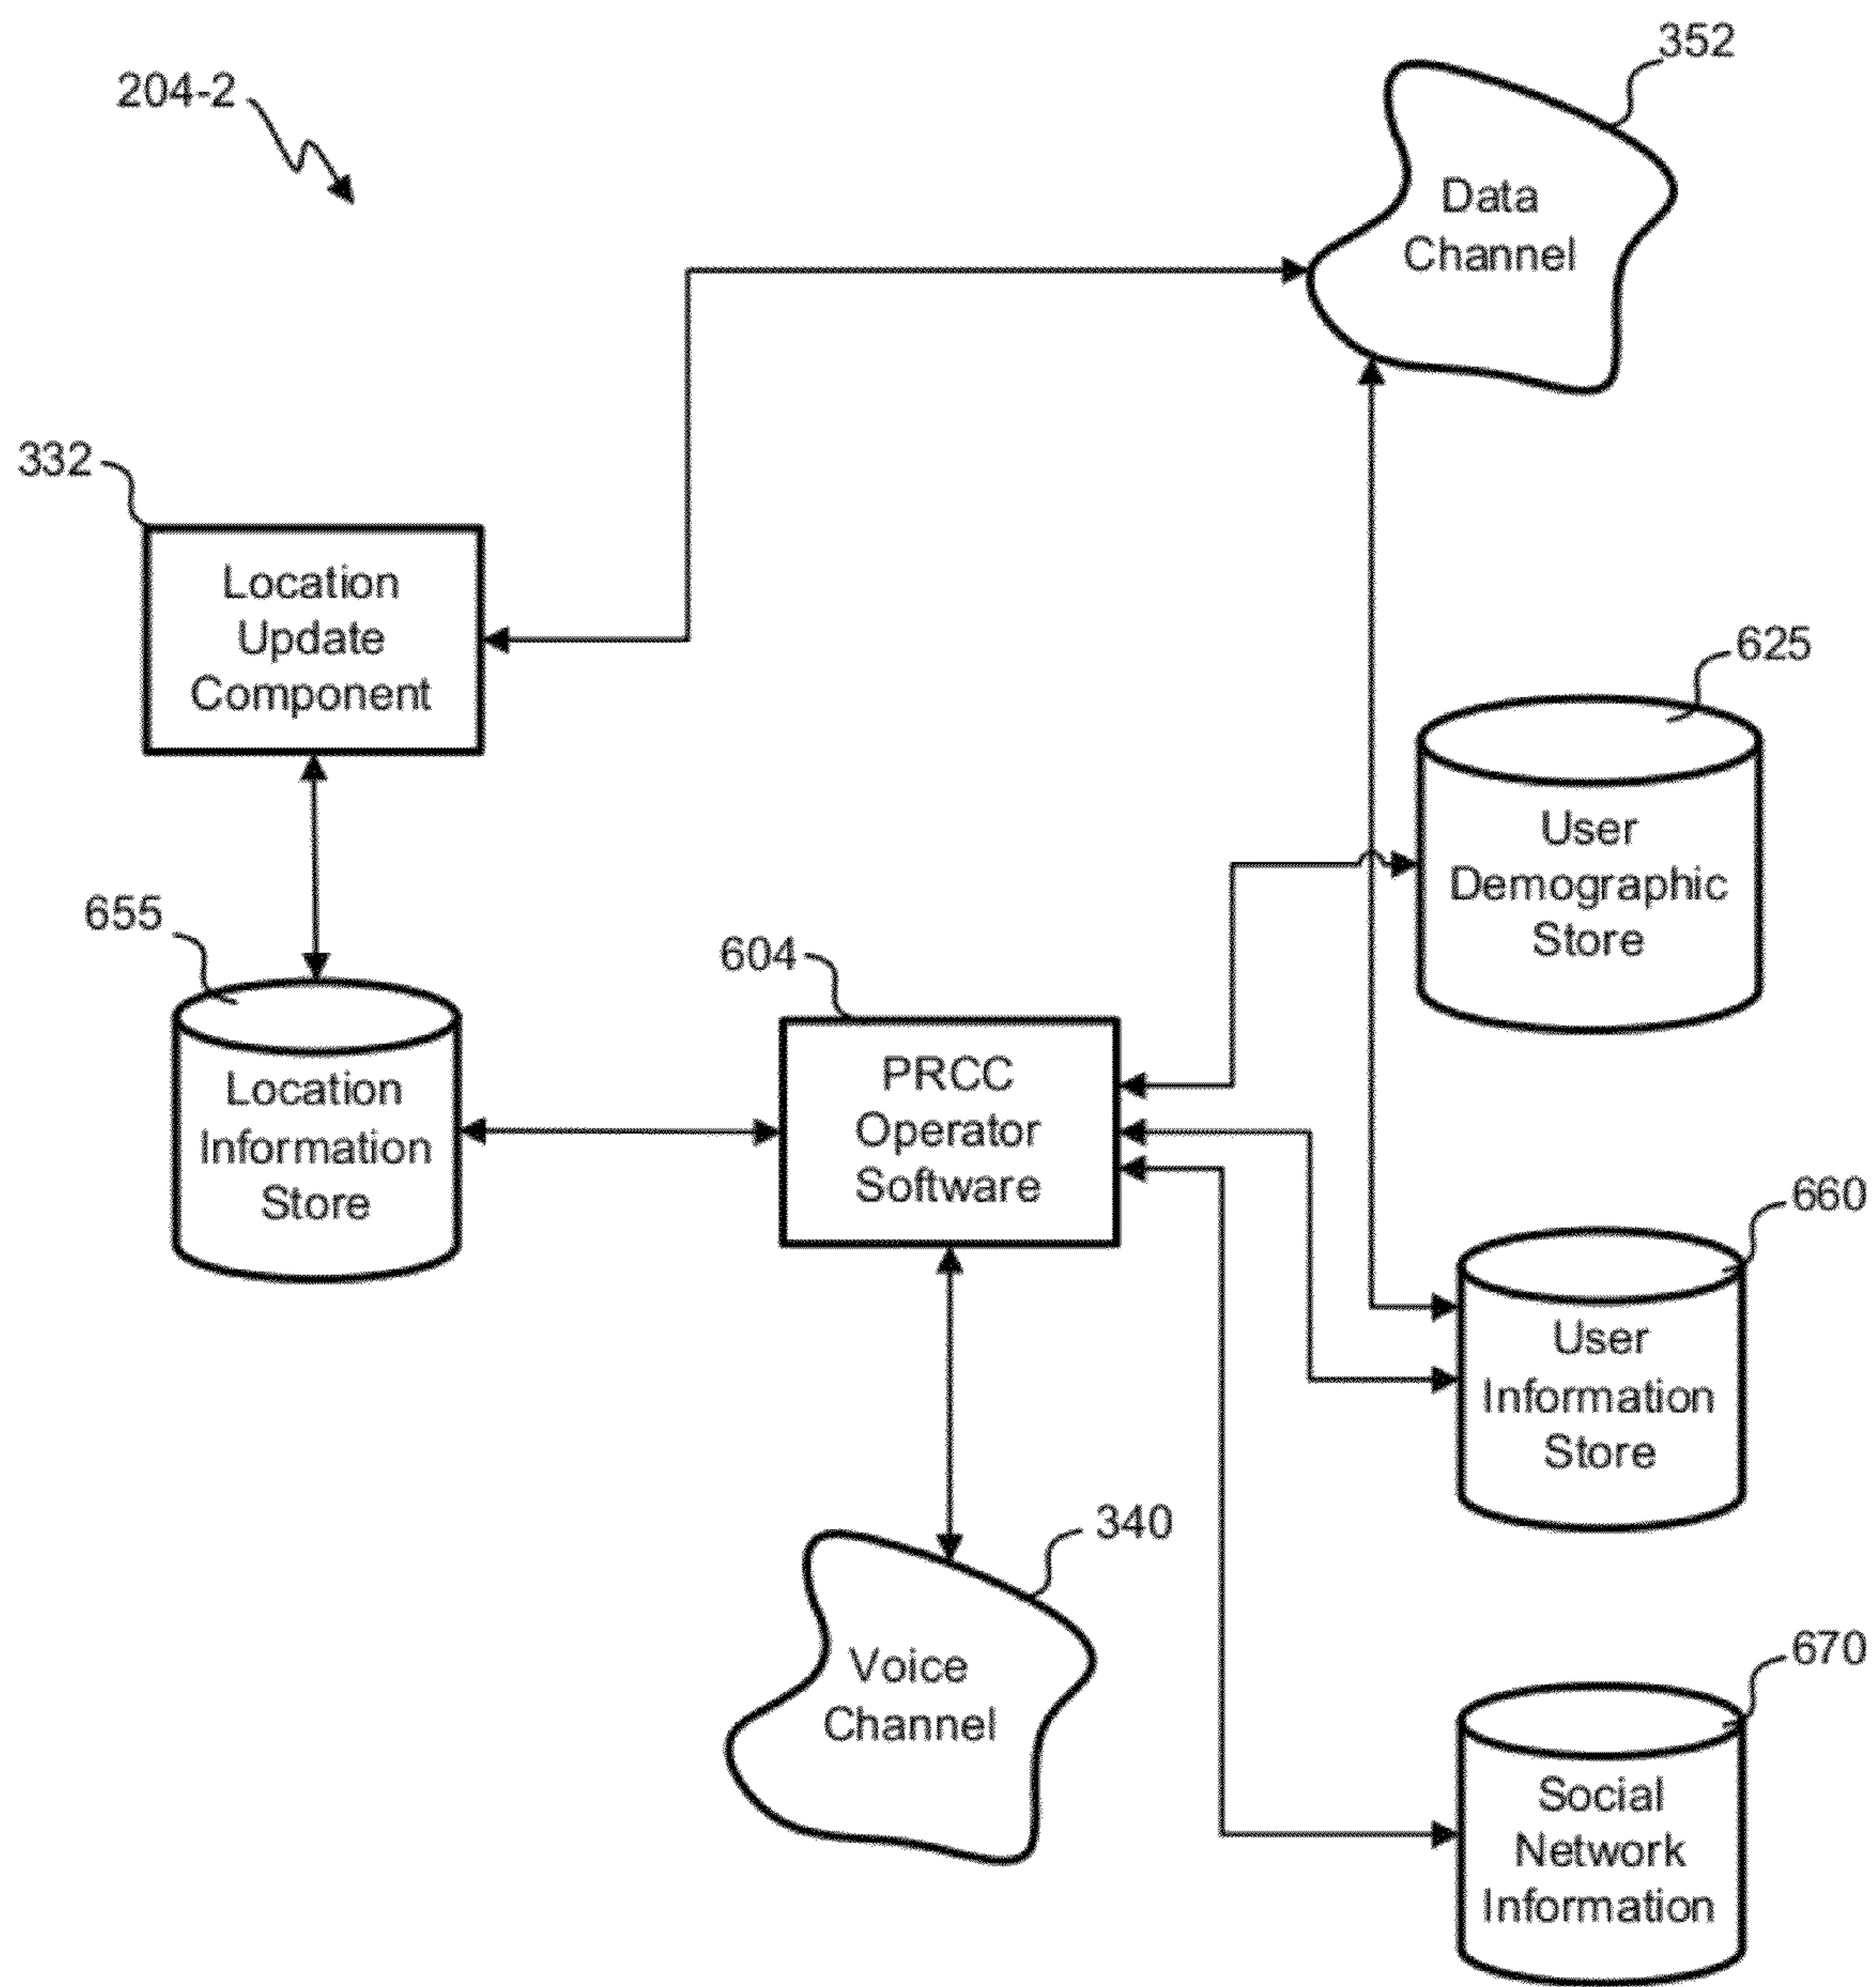 352
204-2
Data
Channel
332
Location
Update
Component
625
User
Demographic
Store
655
Location
Information
Store
604
PRCC
Operator
Software
660
User
Information
Store
340
Voice
Channel
670
Social
Network
Information